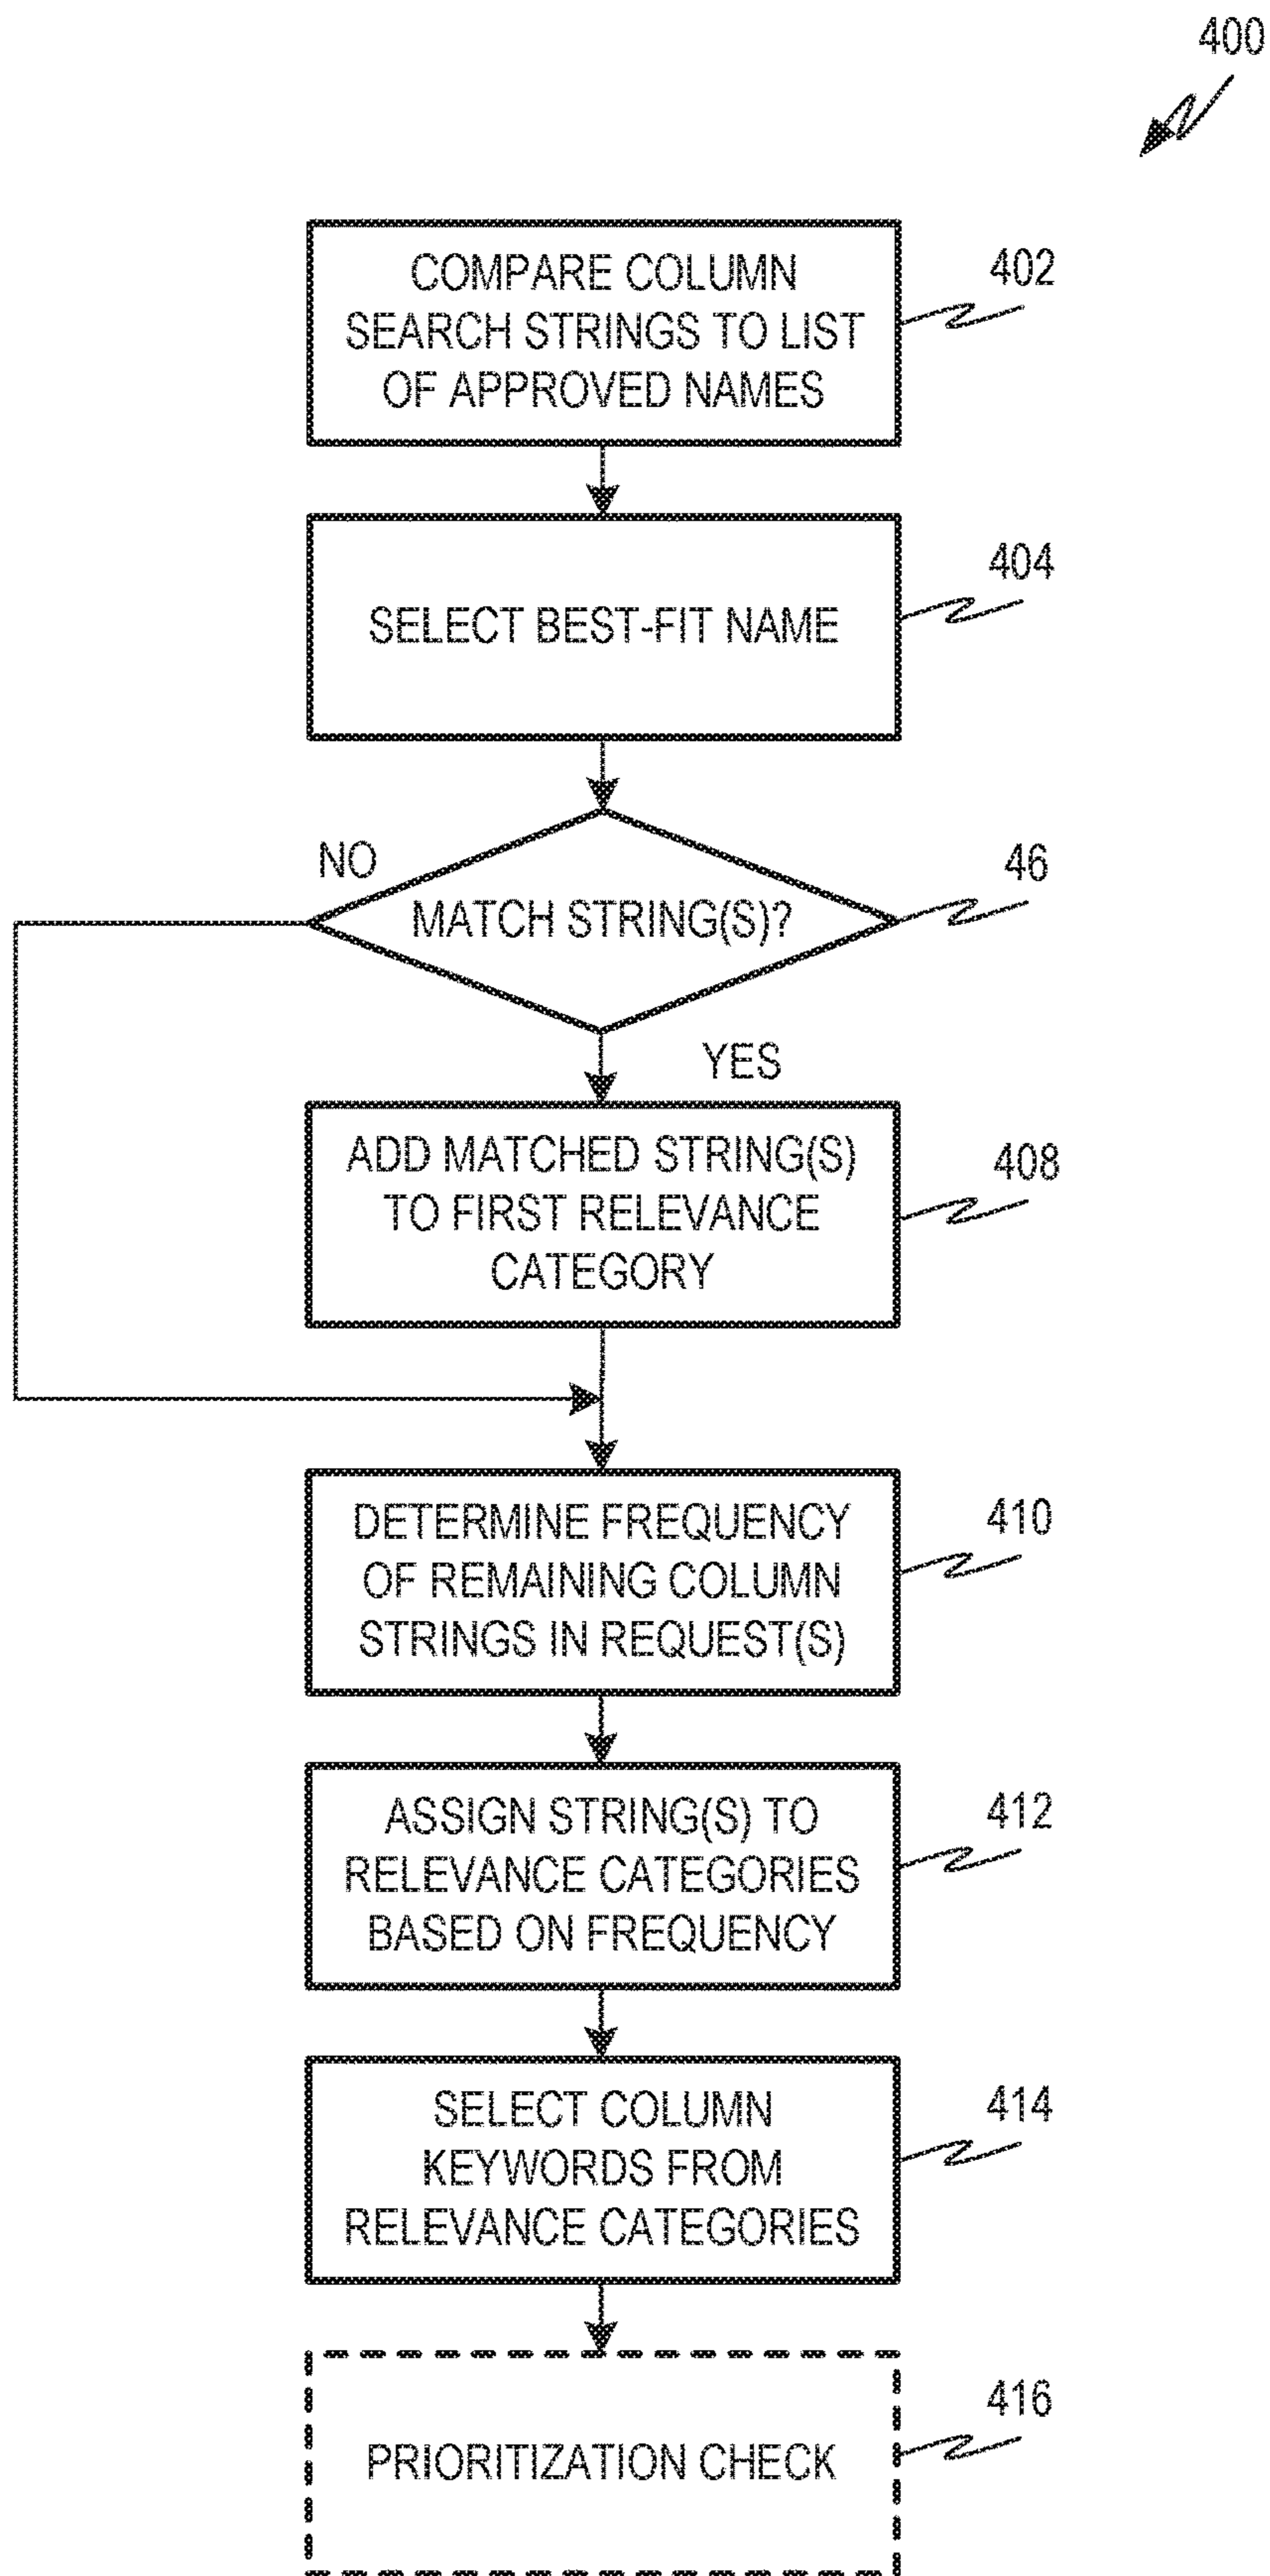 400
COMPARE COLUMN
SEARCH STRINGS TO LIST
OF APPROVED NAMES
402
SELECT BEST-FIT NAME
404
NO
MATCH STRING(S)?
46
YES
ADD MATCHED STRING(S)
TO FIRST RELEVANCE
CATEGORY
408
DETERMINE FREQUENCY
OF REMAINING COLUMN
STRINGS IN REQUEST(S)
410
ASSIGN STRING(S) TO
RELEVANCE CATEGORIES
BASED ON FREQUENCY
412
SELECT COLUMN
KEYWORDS FROM
RELEVANCE CATEGORIES
414
PRIORITIZATION CHECK
416